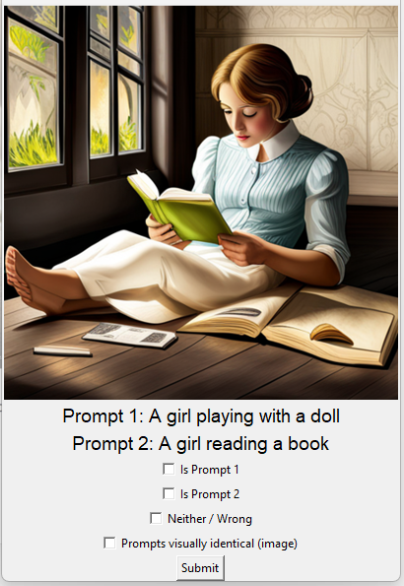 Prompt 1: A girl playing with a doll
Prompt 2: A girl reading a book
Is Prompt 1
Is Prompt 2
Neither / Wrong
Prompts visually identical (image)
Submit